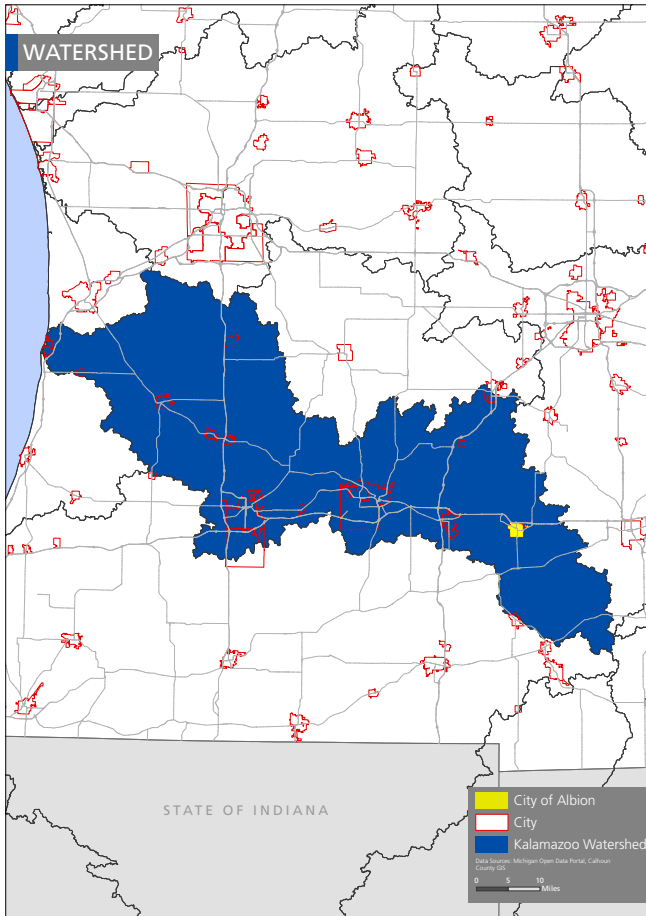 WATERSHED
STATE OF INDIANA
City of Albion
City
Kalamazoo Watershed
Data Sources: Michigan Open Data Portal, Calhoun
County GIS
0 5 10
Miles